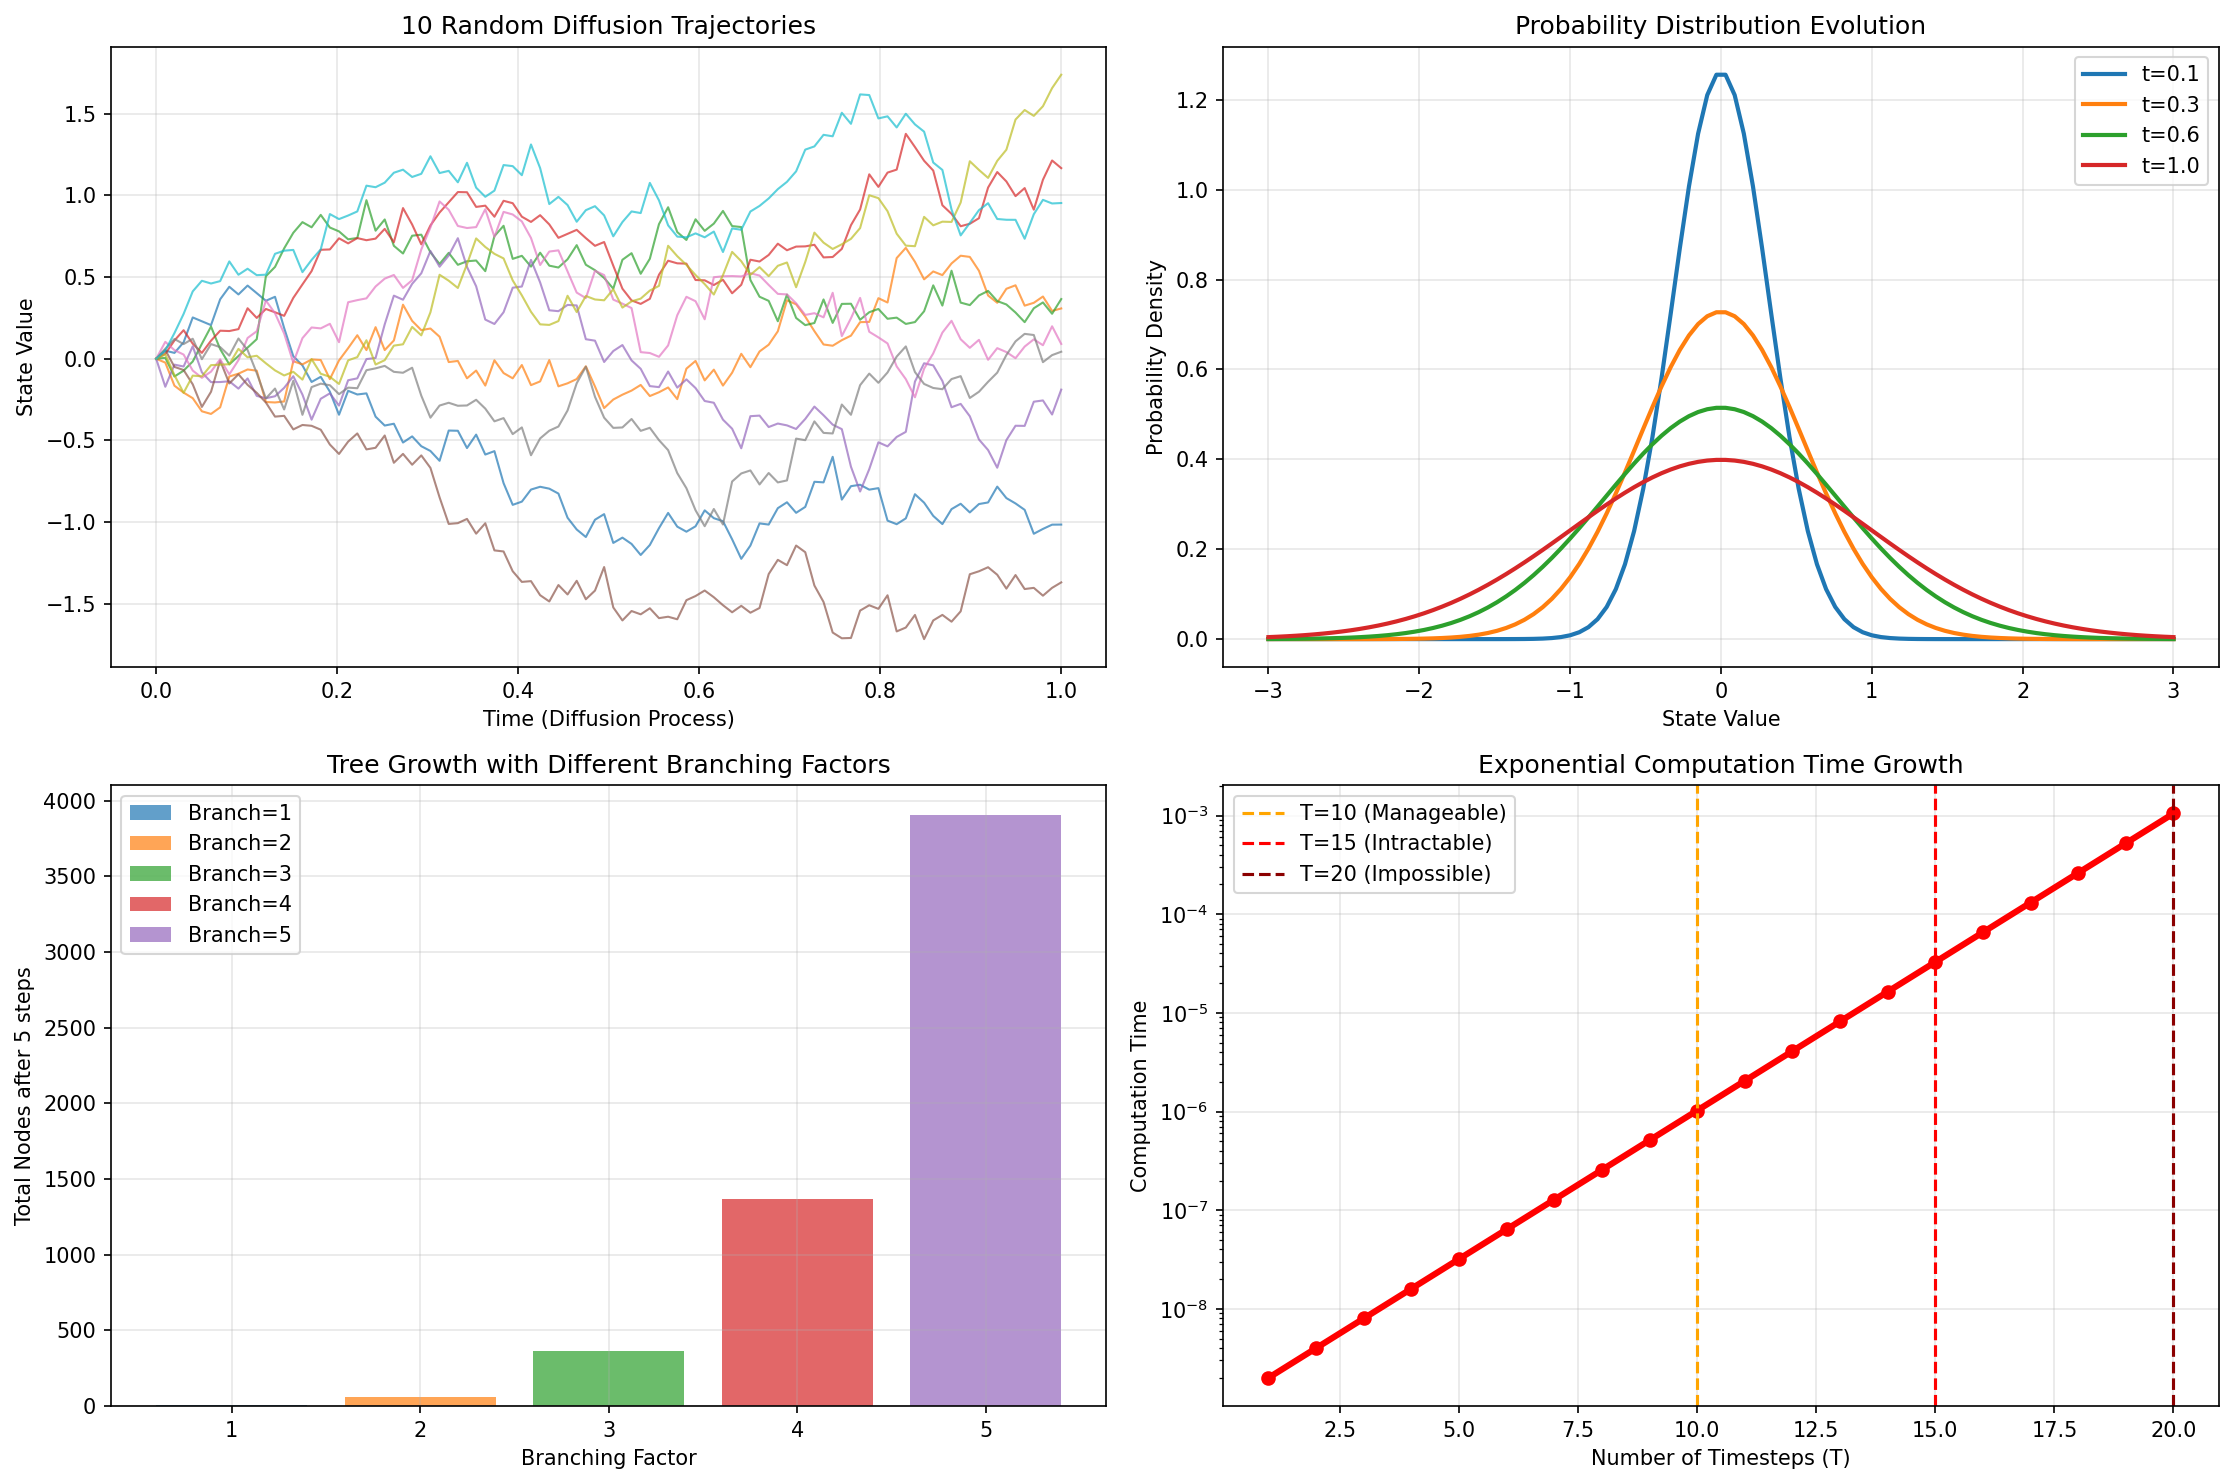 10 Random Diffusion Trajectories
State Value
1.5
1.0
0.5
0.0
−0.5
−1.0
−1.5
0.0 0.2 0.4 0.6 0.8 1.0
Time (Diffusion Process)
Probability Distribution Evolution
t=0.1
t=0.3
t=0.6
t=1.0
Probability Density
1.2
1.0
0.8
0.6
0.4
0.2
0.0
−3 −2 −1 0 1 2 3
State Value
Tree Growth with Different Branching Factors
Branch=1
Branch=2
Branch=3
Branch=4
Branch=5
Total Nodes after 5 steps
4000
3500
3000
2500
2000
1500
1000
500
0
1 2 3 4 5
Branching Factor
Exponential Computation Time Growth
T=10 (Manageable)
T=15 (Intractable)
T=20 (Impossible)
Computation Time
10⁻³
10⁻⁴
10⁻⁵
10⁻⁶
10⁻⁷
10⁻⁸
2.5 5.0 7.5 10.0 12.5 15.0 17.5 20.0
Number of Timesteps (T)